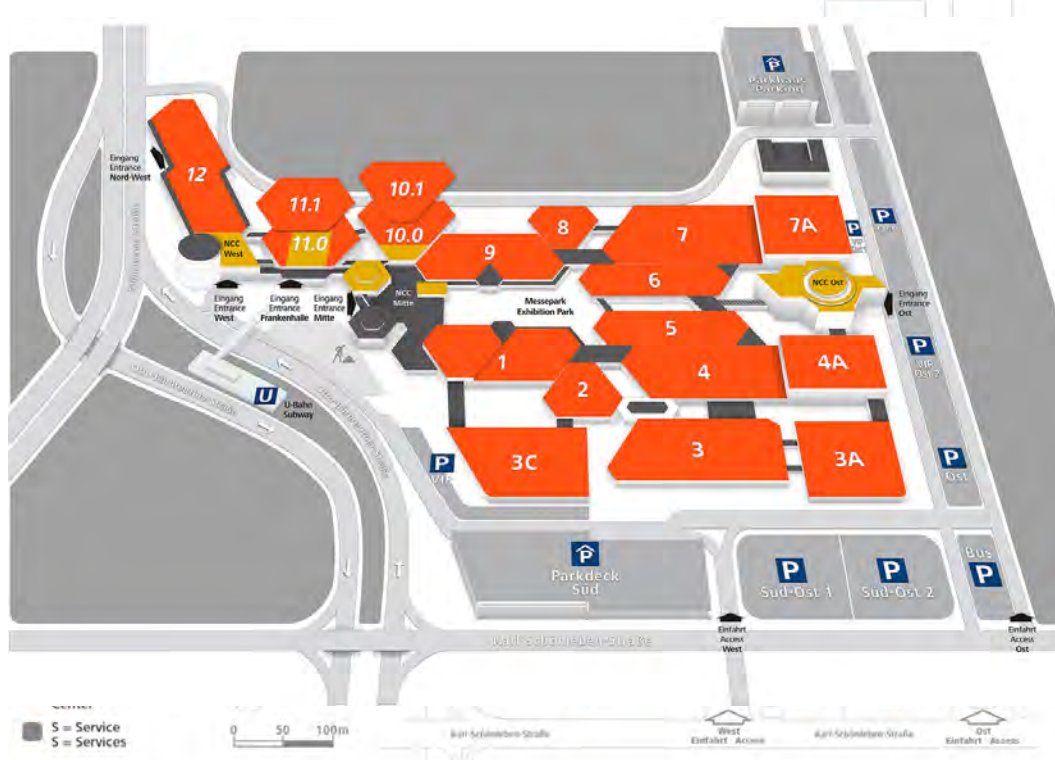 P
Parkhaus
Parking
Eingang
Entrance
Nord-West
12
11.1
10.1
11.0
10.0
NCC
West
9
8
7
7A
P
P
NCC Ost
6
NCC
Mitte
Messepark
Exhibition Park
Eingang
Entrance
West
Eingang
Entrance
Frankenhalle
Eingang
Entrance
Mitte
Eingang
Entrance
Ost
5
1
4
4A
P
VIP
Ost 2
2
U
U-Bahn
Subway
3C
3
3A
P
VIP
P
Ost
P
Parkdeck
Süd
P
Süd-Ost 1
P
Süd-Ost 2
Bus
P
Karl-Schönleben-Straße
Einfahrt
Access
West
Einfahrt
Access
Ost
Center
S = Service
S = Services
0 50 100m
Karl-Schönleben-Straße
West
Einfahrt Access
Karl-Schönleben-Straße
Ost
Einfahrt Access